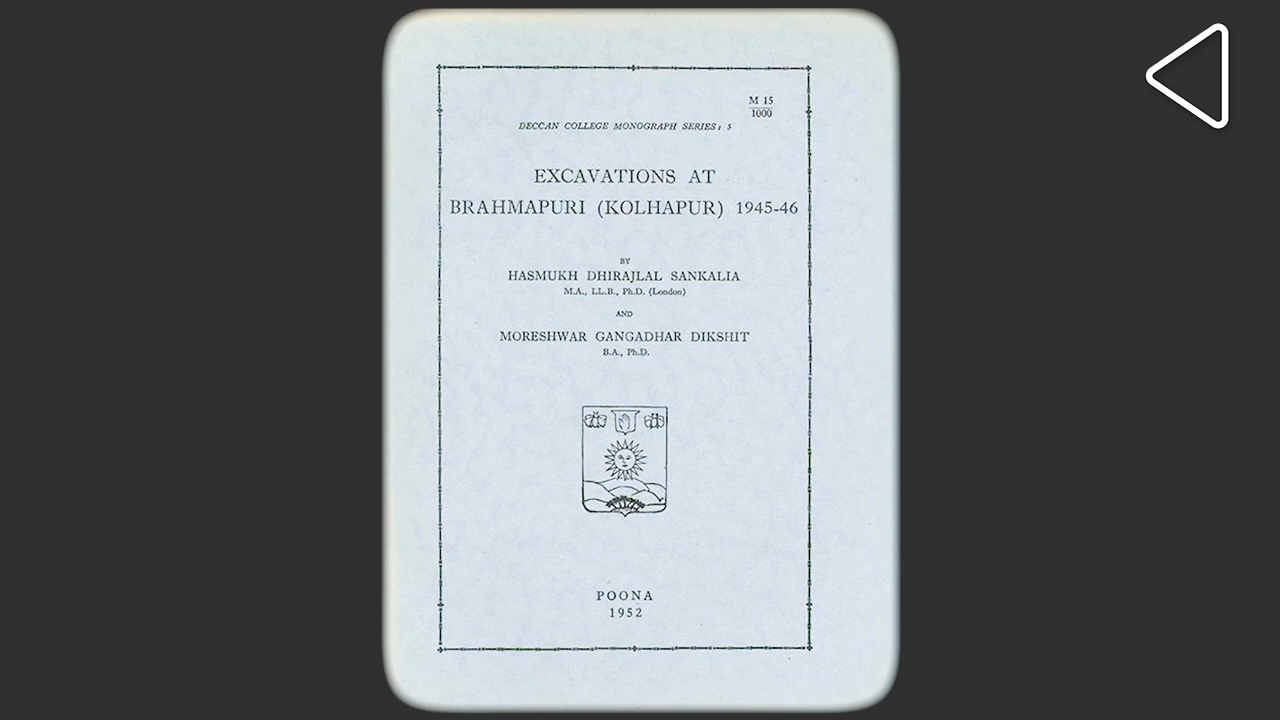 M 15
1000
DECCAN COLLEGE MONOGRAPH SERIES: 5
EXCAVATIONS AT
BRAHMAPURI (KOLHAPUR) 1945-46
BY
HASMUKH DHIRAJLAL SANKALIA
M.A., LL.B., Ph.D. (London)
AND
MORESHWAR GANGADHAR DIKSHIT
B.A., Ph.D.
POONA
1952